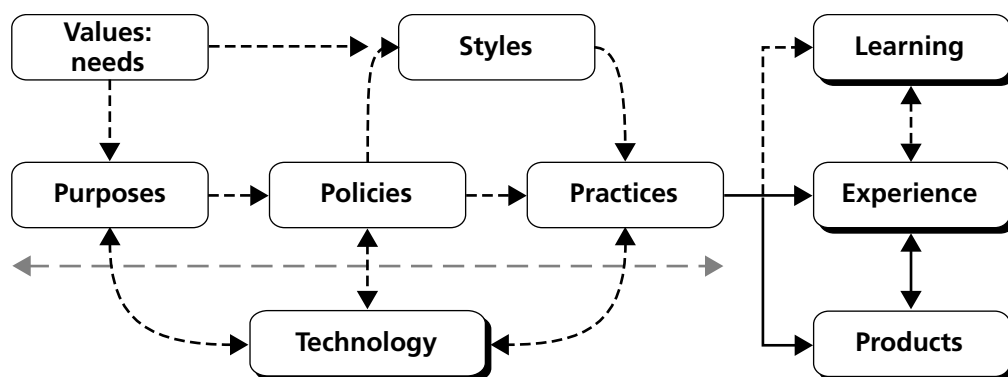 Values:
needs
Styles
Learning
Purposes
Policies
Practices
Experience
Technology
Products